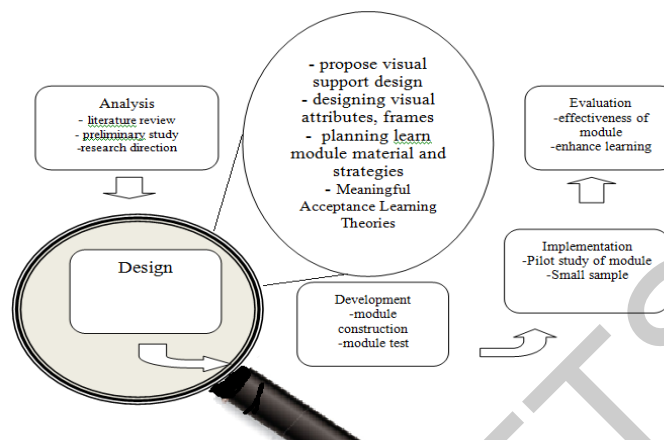 Analysis
- literature review
- preliminary study
-research direction
Design
- propose visual
support design
- designing visual
attributes, frames
- planning learn
module material and
strategies
- Meaningful
Acceptance Learning
Theories
Development
-module
construction
-module test
Implementation
-Pilot study of module
-Small sample
Evaluation
-effectiveness of
module
-enhance learning